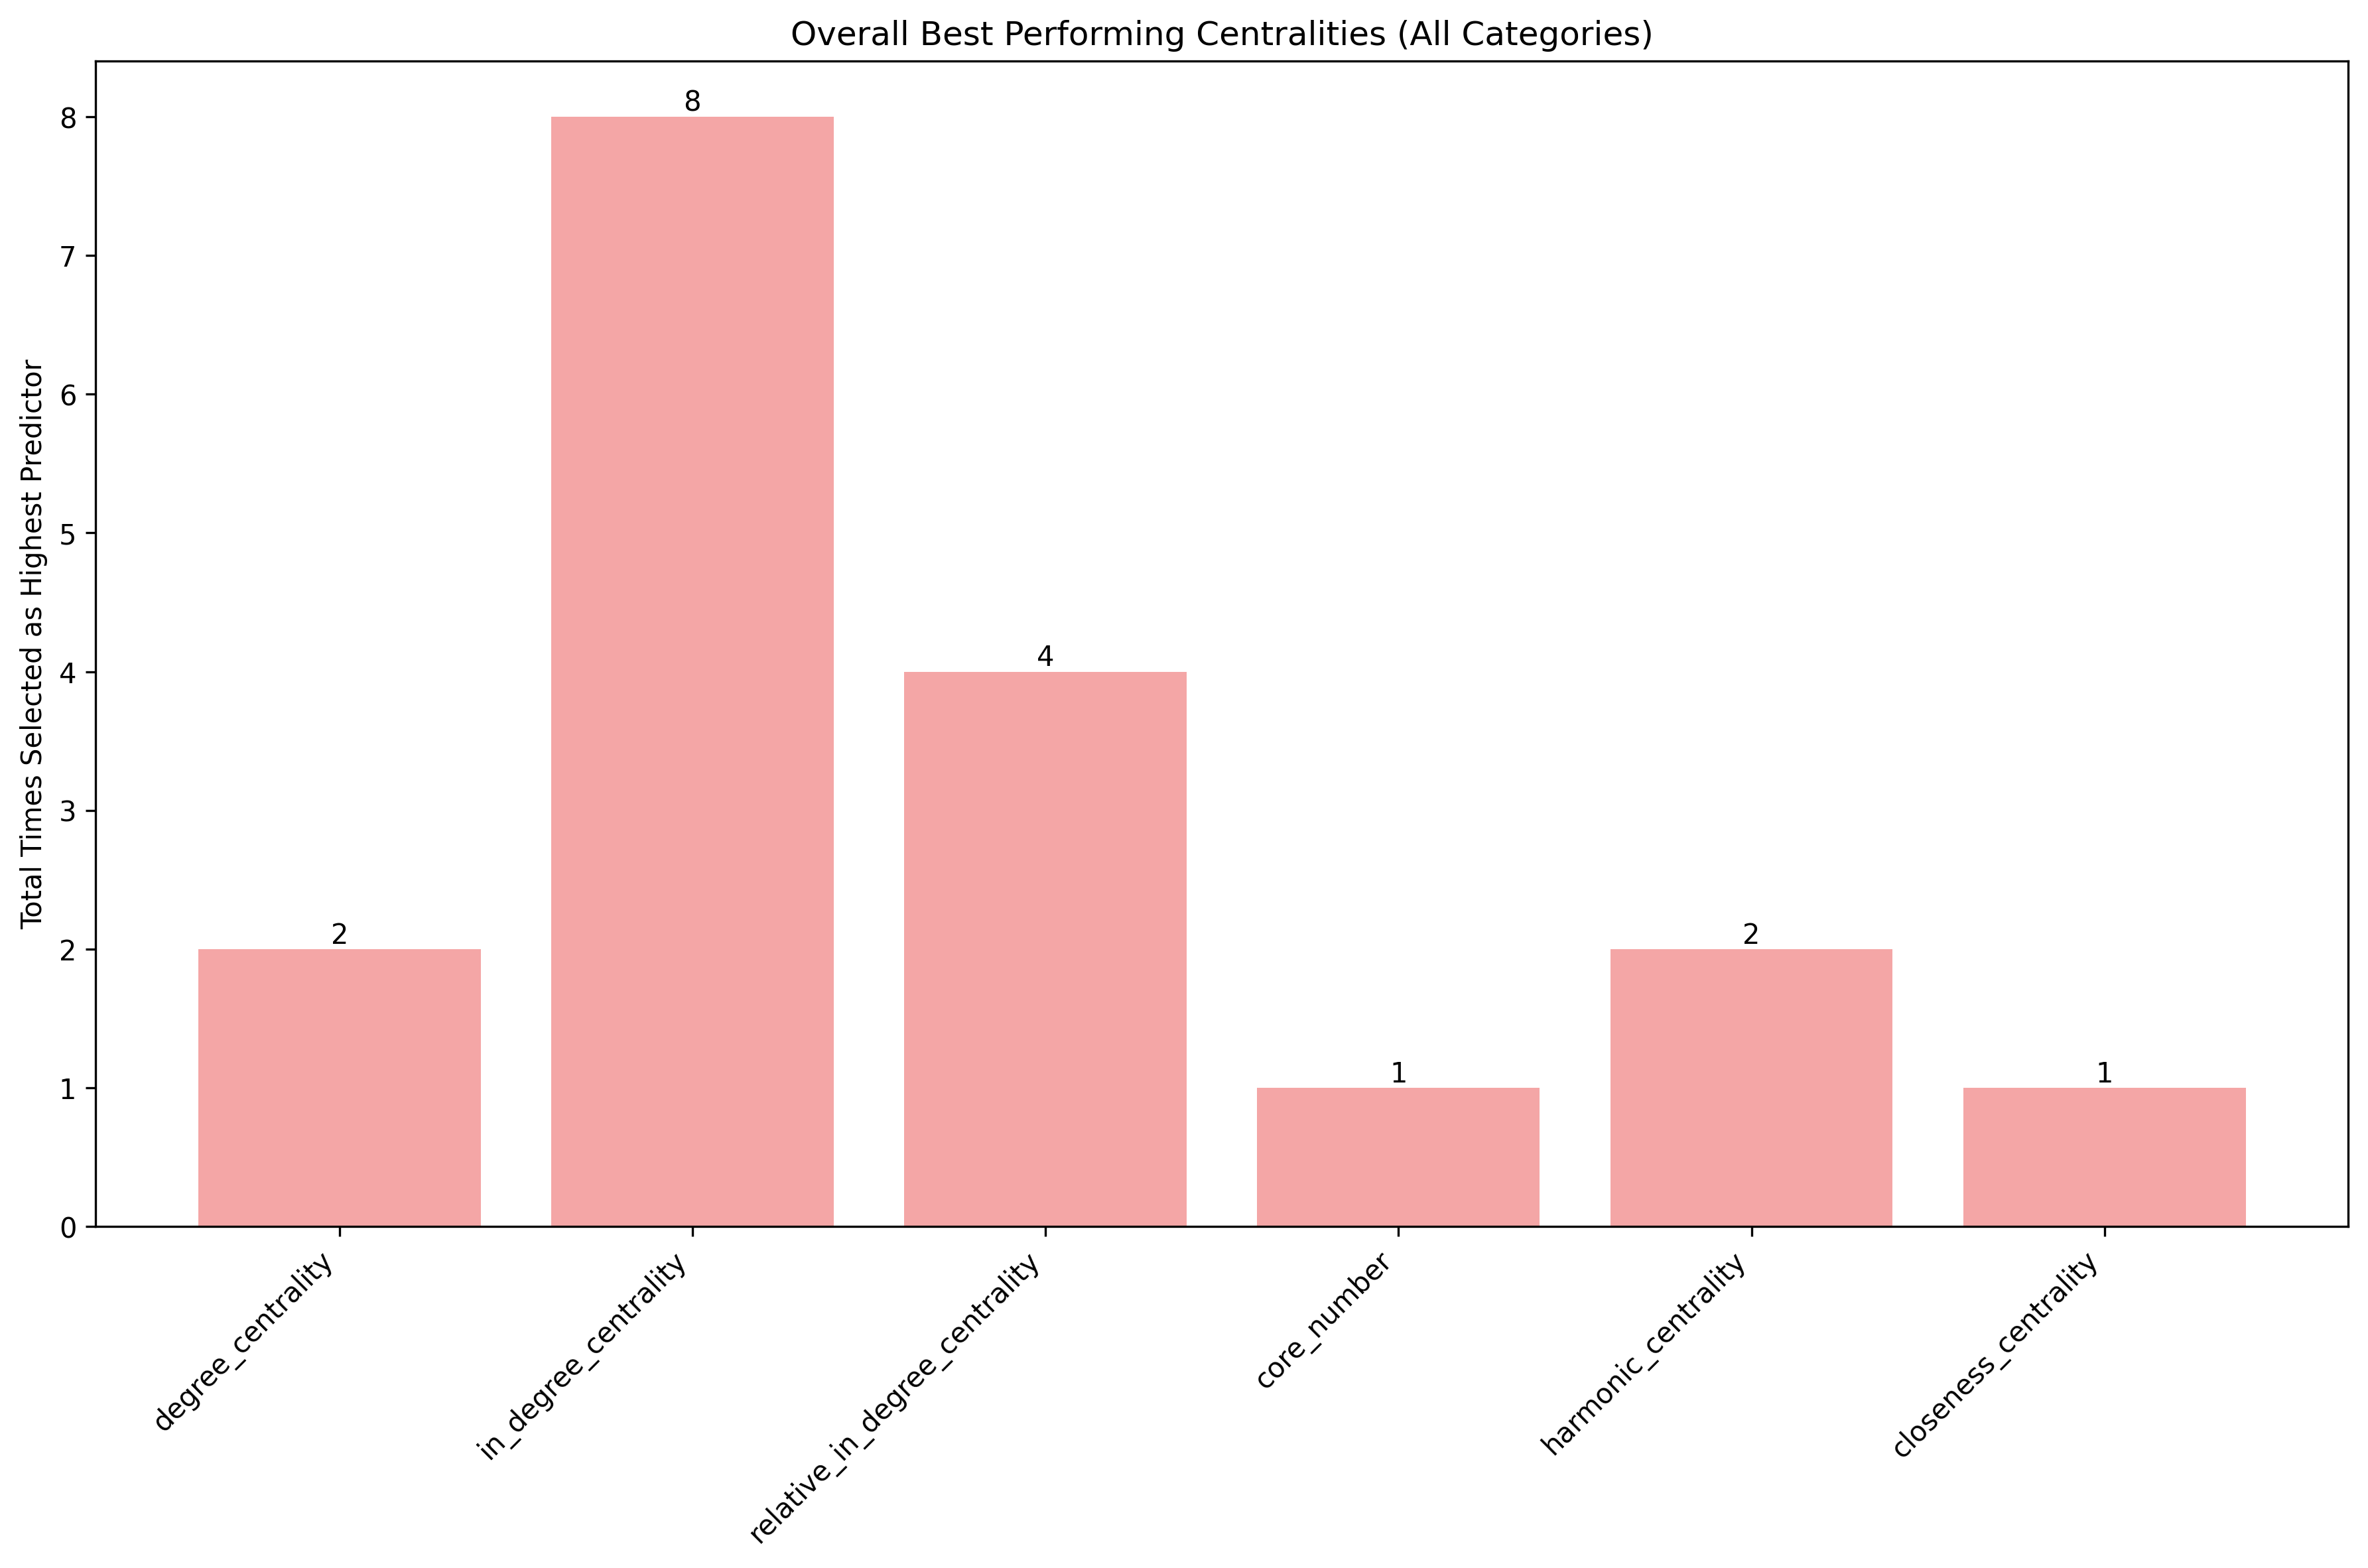 Overall Best Performing Centralities (All Categories)
Total Times Selected as Highest Predictor
8
7
6
5
4
3
2
1
0
2
8
4
1
2
1
degree_centrality
in_degree_centrality
relative_in_degree_centrality
core_number
harmonic_centrality
closeness_centrality